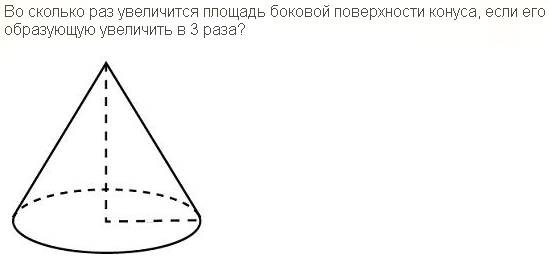 Во сколько раз увеличится площадь боковой поверхности конуса, если его
образующую увеличить в 3 раза?